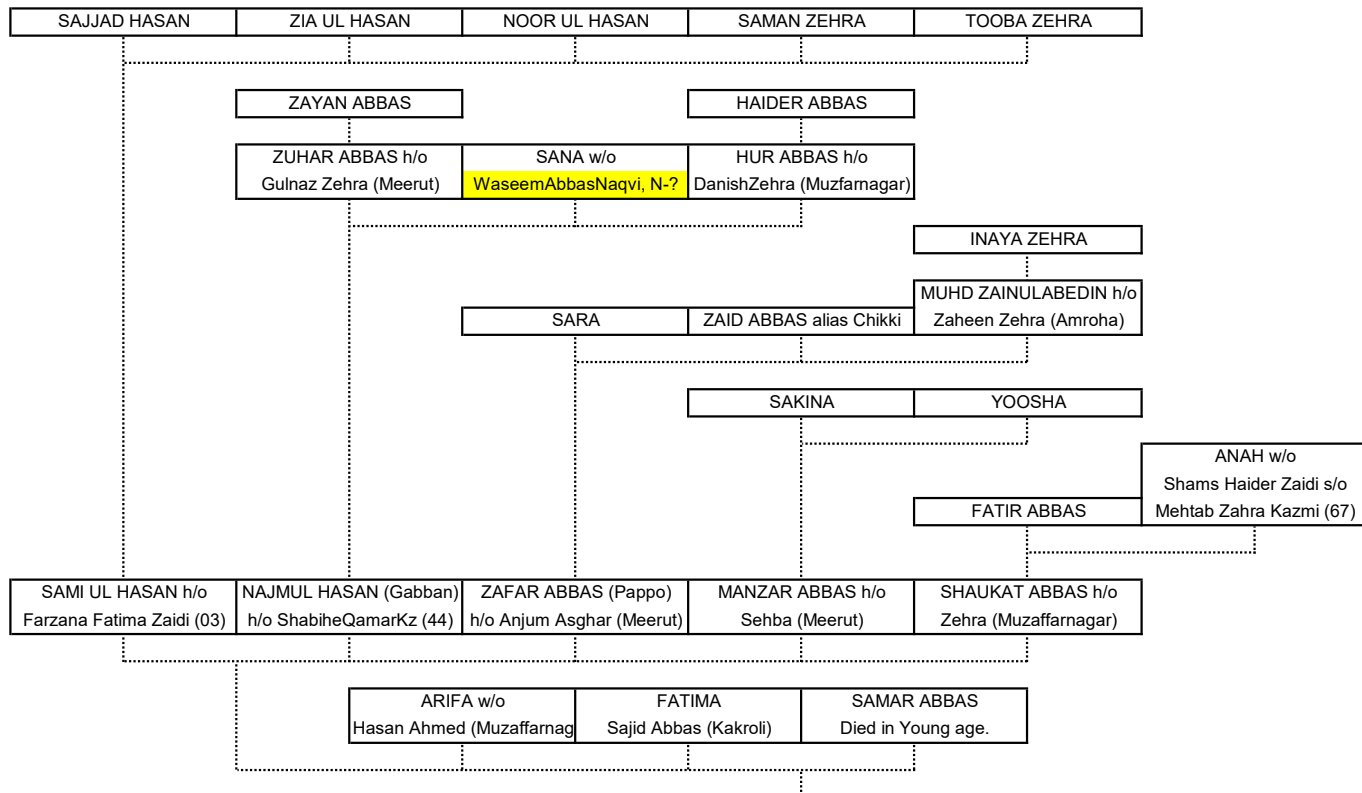 SAJJAD HASAN
ZIA UL HASAN
NOOR UL HASAN
SAMAN ZEHRA
TOOBA ZEHRA
ZAYAN ABBAS
HAIDER ABBAS
ZUHAR ABBAS h/o
Gulnaz Zehra (Meerut)
SANA w/o
WaseemAbbasNaqvi, N-?
HUR ABBAS h/o
DanishZehra (Muzfarnagar)
INAYA ZEHRA
SARA
ZAID ABBAS alias Chikki
MUHD ZAINULABEDIN h/o
Zaheen Zehra (Amroha)
SAKINA
YOOSHA
FATIR ABBAS
ANAH w/o
Shams Haider Zaidi s/o
Mehtab Zahra Kazmi (67)
SAMI UL HASAN h/o
Farzana Fatima Zaidi (03)
NAJMUL HASAN (Gabban)
h/o ShabiheQamarKz (44)
ZAFAR ABBAS (Pappo)
h/o Anjum Asghar (Meerut)
MANZAR ABBAS h/o
Sehba (Meerut)
SHAUKAT ABBAS h/o
Zehra (Muzaffarnagar)
ARIFA w/o
Hasan Ahmed (Muzaffarnag
FATIMA
Sajid Abbas (Kakroli)
SAMAR ABBAS
Died in Young age.